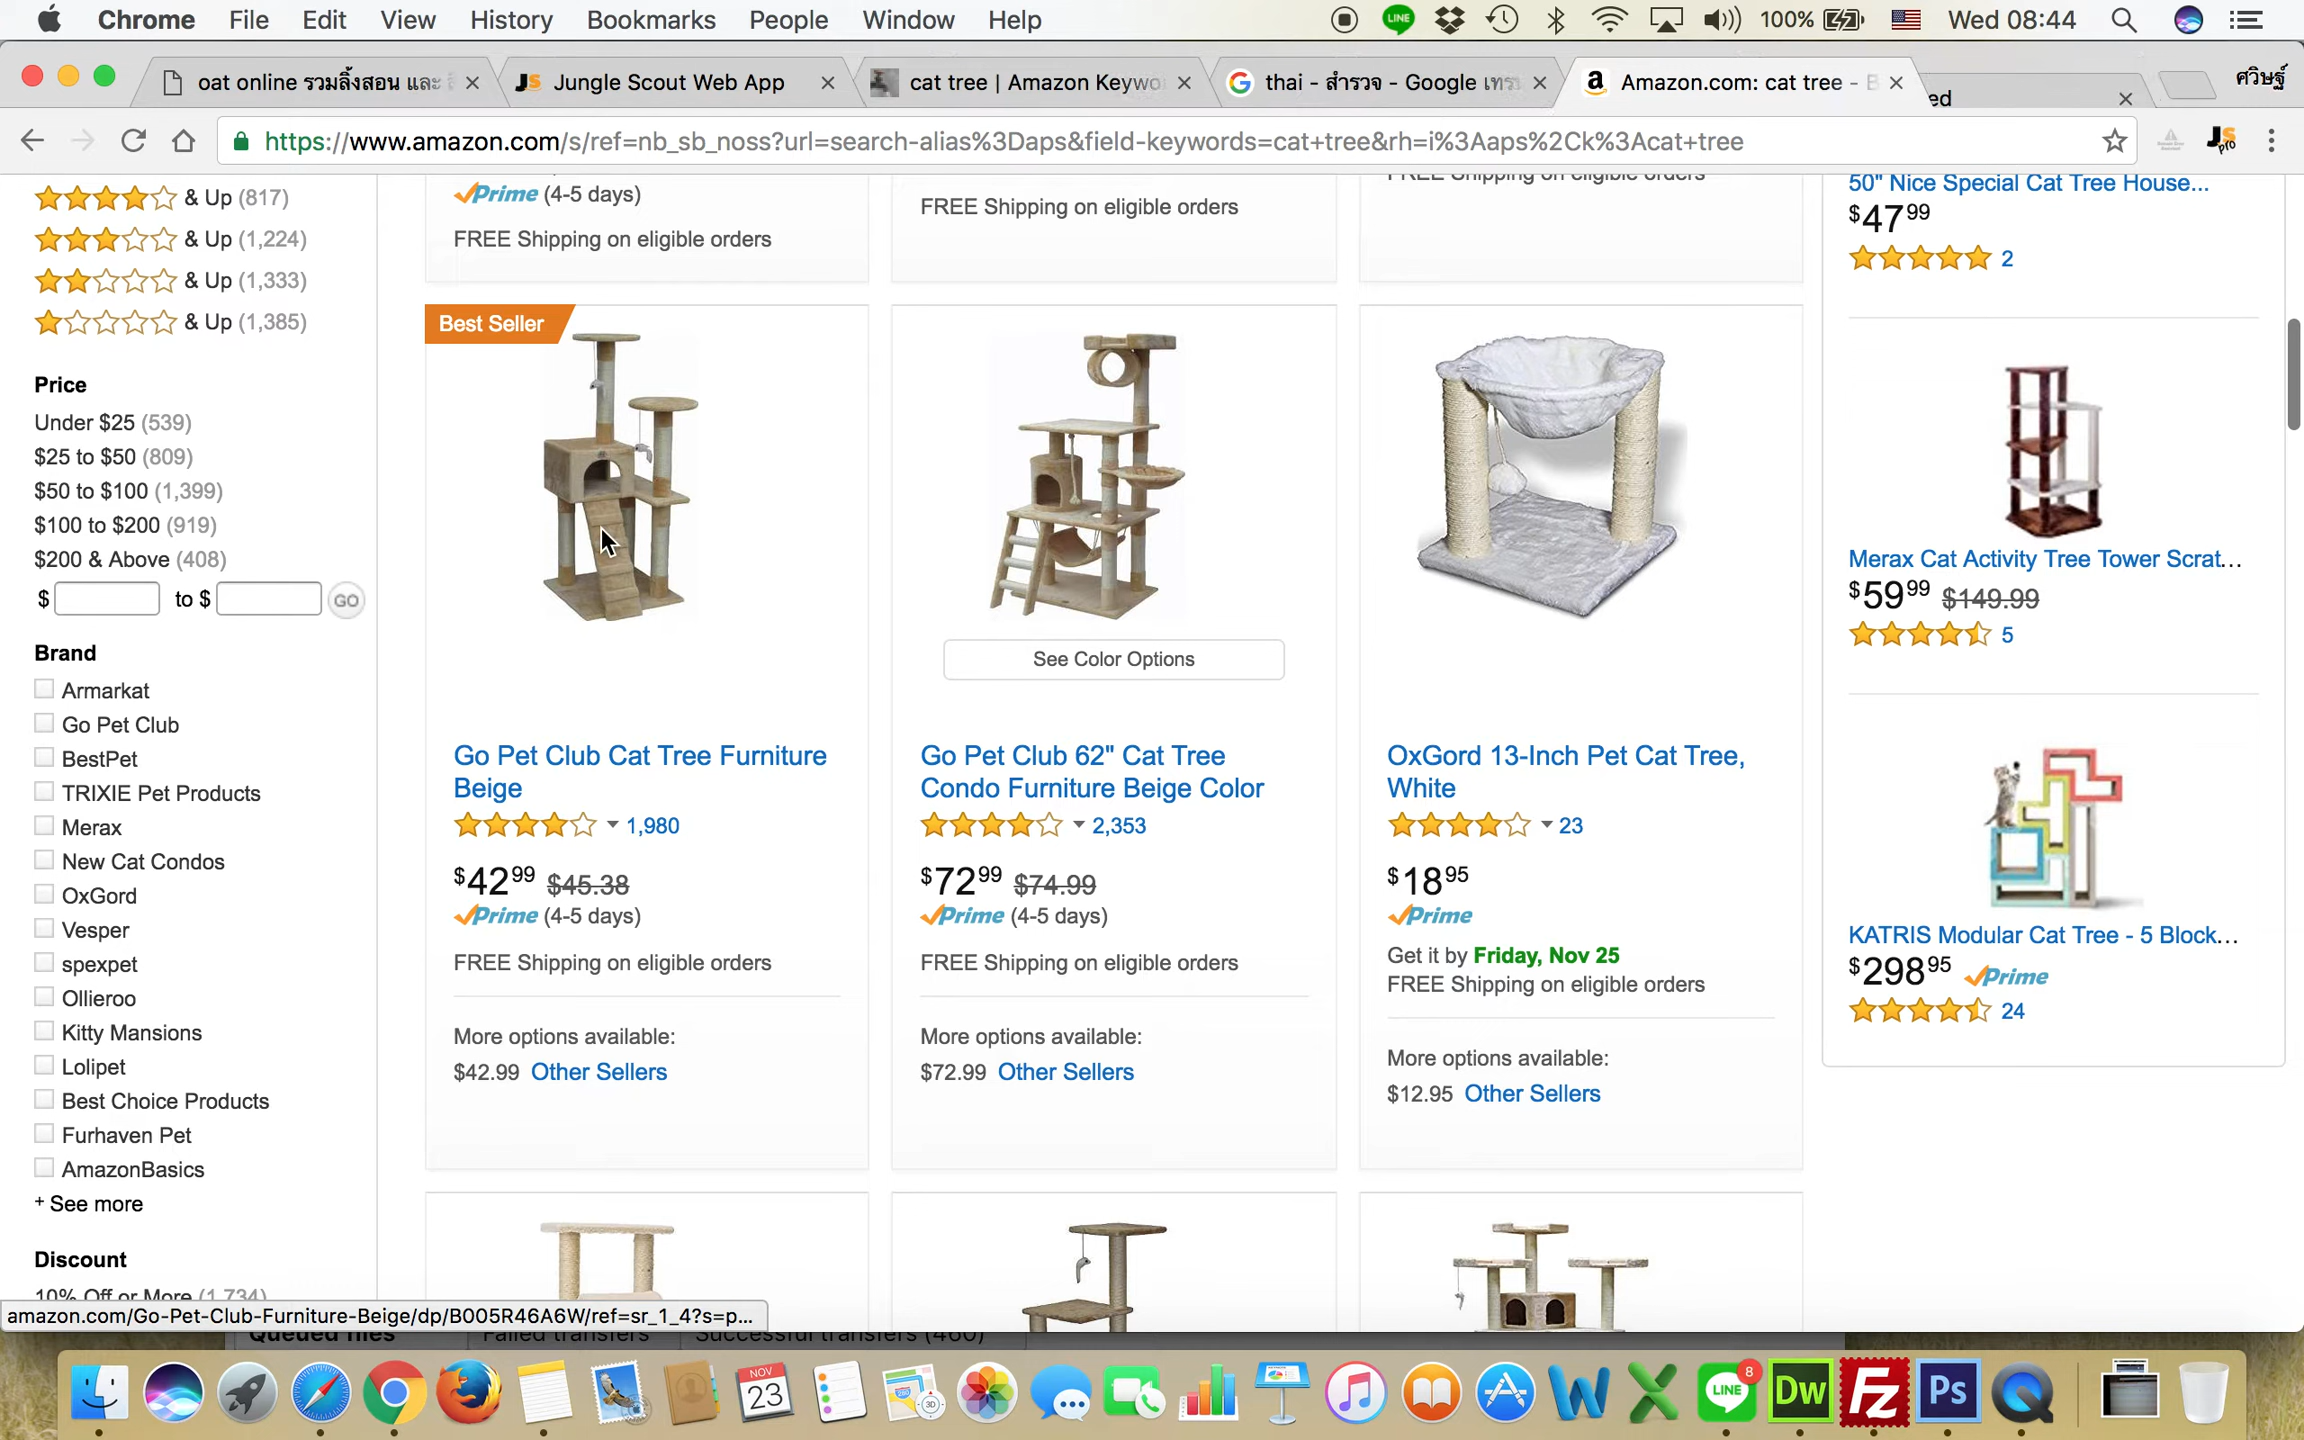 Chrome File Edit View History Bookmarks People Window Help LINE 100% Wed 08:44
oat online รวมลิ้งสอน และ
JS Jungle Scout Web App
cat tree | Amazon Keywo
thai - สำรวจ - Google
Amazon.com: cat tree - B
ed
ศวิษฐ์
https://www.amazon.com/s/ref=nb_sb_noss?url=search-alias%3Daps&field-keywords=cat+tree&rh=i%3Aaps%2Ck%3Acat+tree
JS pro
& Up (817)
& Up (1,224)
& Up (1,333)
& Up (1,385)
Price
Under $25 (539)
$25 to $50 (809)
$50 to $100 (1,399)
$100 to $200 (919)
$200 & Above (408)
$ to $ GO
Brand
Armarkat
Go Pet Club
BestPet
TRIXIE Pet Products
Merax
New Cat Condos
OxGord
Vesper
spexpet
Ollieroo
Kitty Mansions
Lolipet
Best Choice Products
Furhaven Pet
AmazonBasics
+ See more
Discount
10% Off or More (1,734)
Prime (4-5 days)
FREE Shipping on eligible orders
FREE Shipping on eligible orders
FREE Shipping on eligible orders
Best Seller
Go Pet Club Cat Tree Furniture
Beige
1,980
$42 99 $45.38
Prime (4-5 days)
FREE Shipping on eligible orders
More options available:
$42.99 Other Sellers
See Color Options
Go Pet Club 62" Cat Tree
Condo Furniture Beige Color
2,353
$72 99 $74.99
Prime (4-5 days)
FREE Shipping on eligible orders
More options available:
$72.99 Other Sellers
OxGord 13-Inch Pet Cat Tree,
White
23
$18 95
Prime
Get it by Friday, Nov 25
FREE Shipping on eligible orders
More options available:
$12.95 Other Sellers
50" Nice Special Cat Tree House...
$47 99
2
Merax Cat Activity Tree Tower Scrat...
$59 99 $149.99
5
KATRIS Modular Cat Tree - 5 Block...
$298 95 Prime
24
amazon.com/Go-Pet-Club-Furniture-Beige/dp/B005R46A6W/ref=sr_1_4?s=p...
Queued files Failed transfers Successful transfers (460)
NOV
23
3D
LINE
8
Dw
Fz
Ps